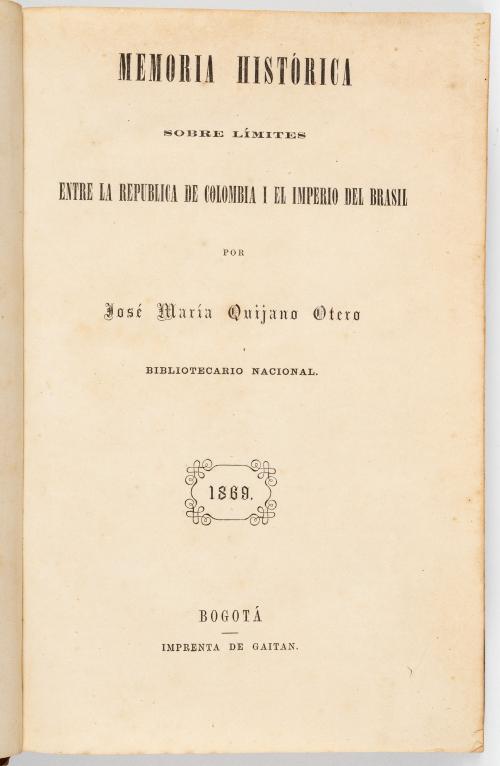 MEMORIA HISTÓRICA
SOBRE LÍMITES
ENTRE LA REPUBLICA DE COLOMBIA I EL IMPERIO DEL BRASIL
POR
José María Quijano Otero
BIBLIOTECARIO NACIONAL.
1869.
BOGOTÁ
IMPRENTA DE GAITAN.